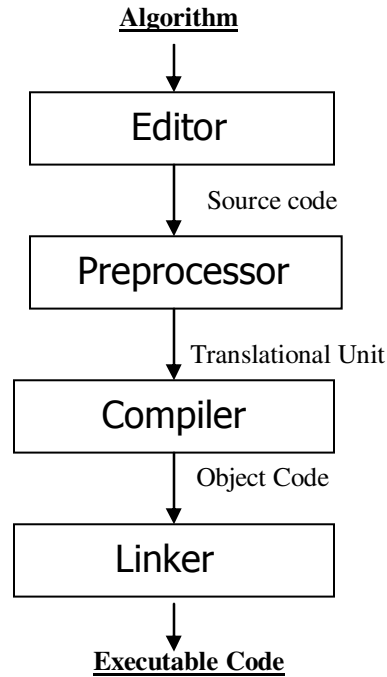 Algorithm
Editor
Source code
Preprocessor
Translational Unit
Compiler
Object Code
Linker
Executable Code